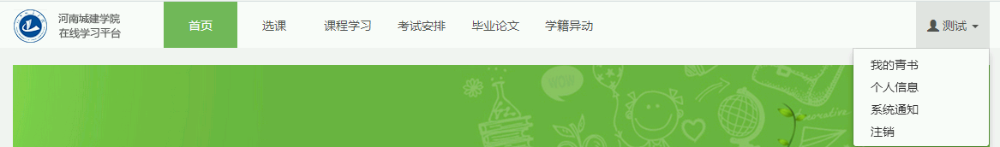 河南城建学院
在线学习平台
首页
选课
课程学习
考试安排
毕业论文
学籍异动
测试
我的青书
个人信息
系统通知
注销
WOW
creative